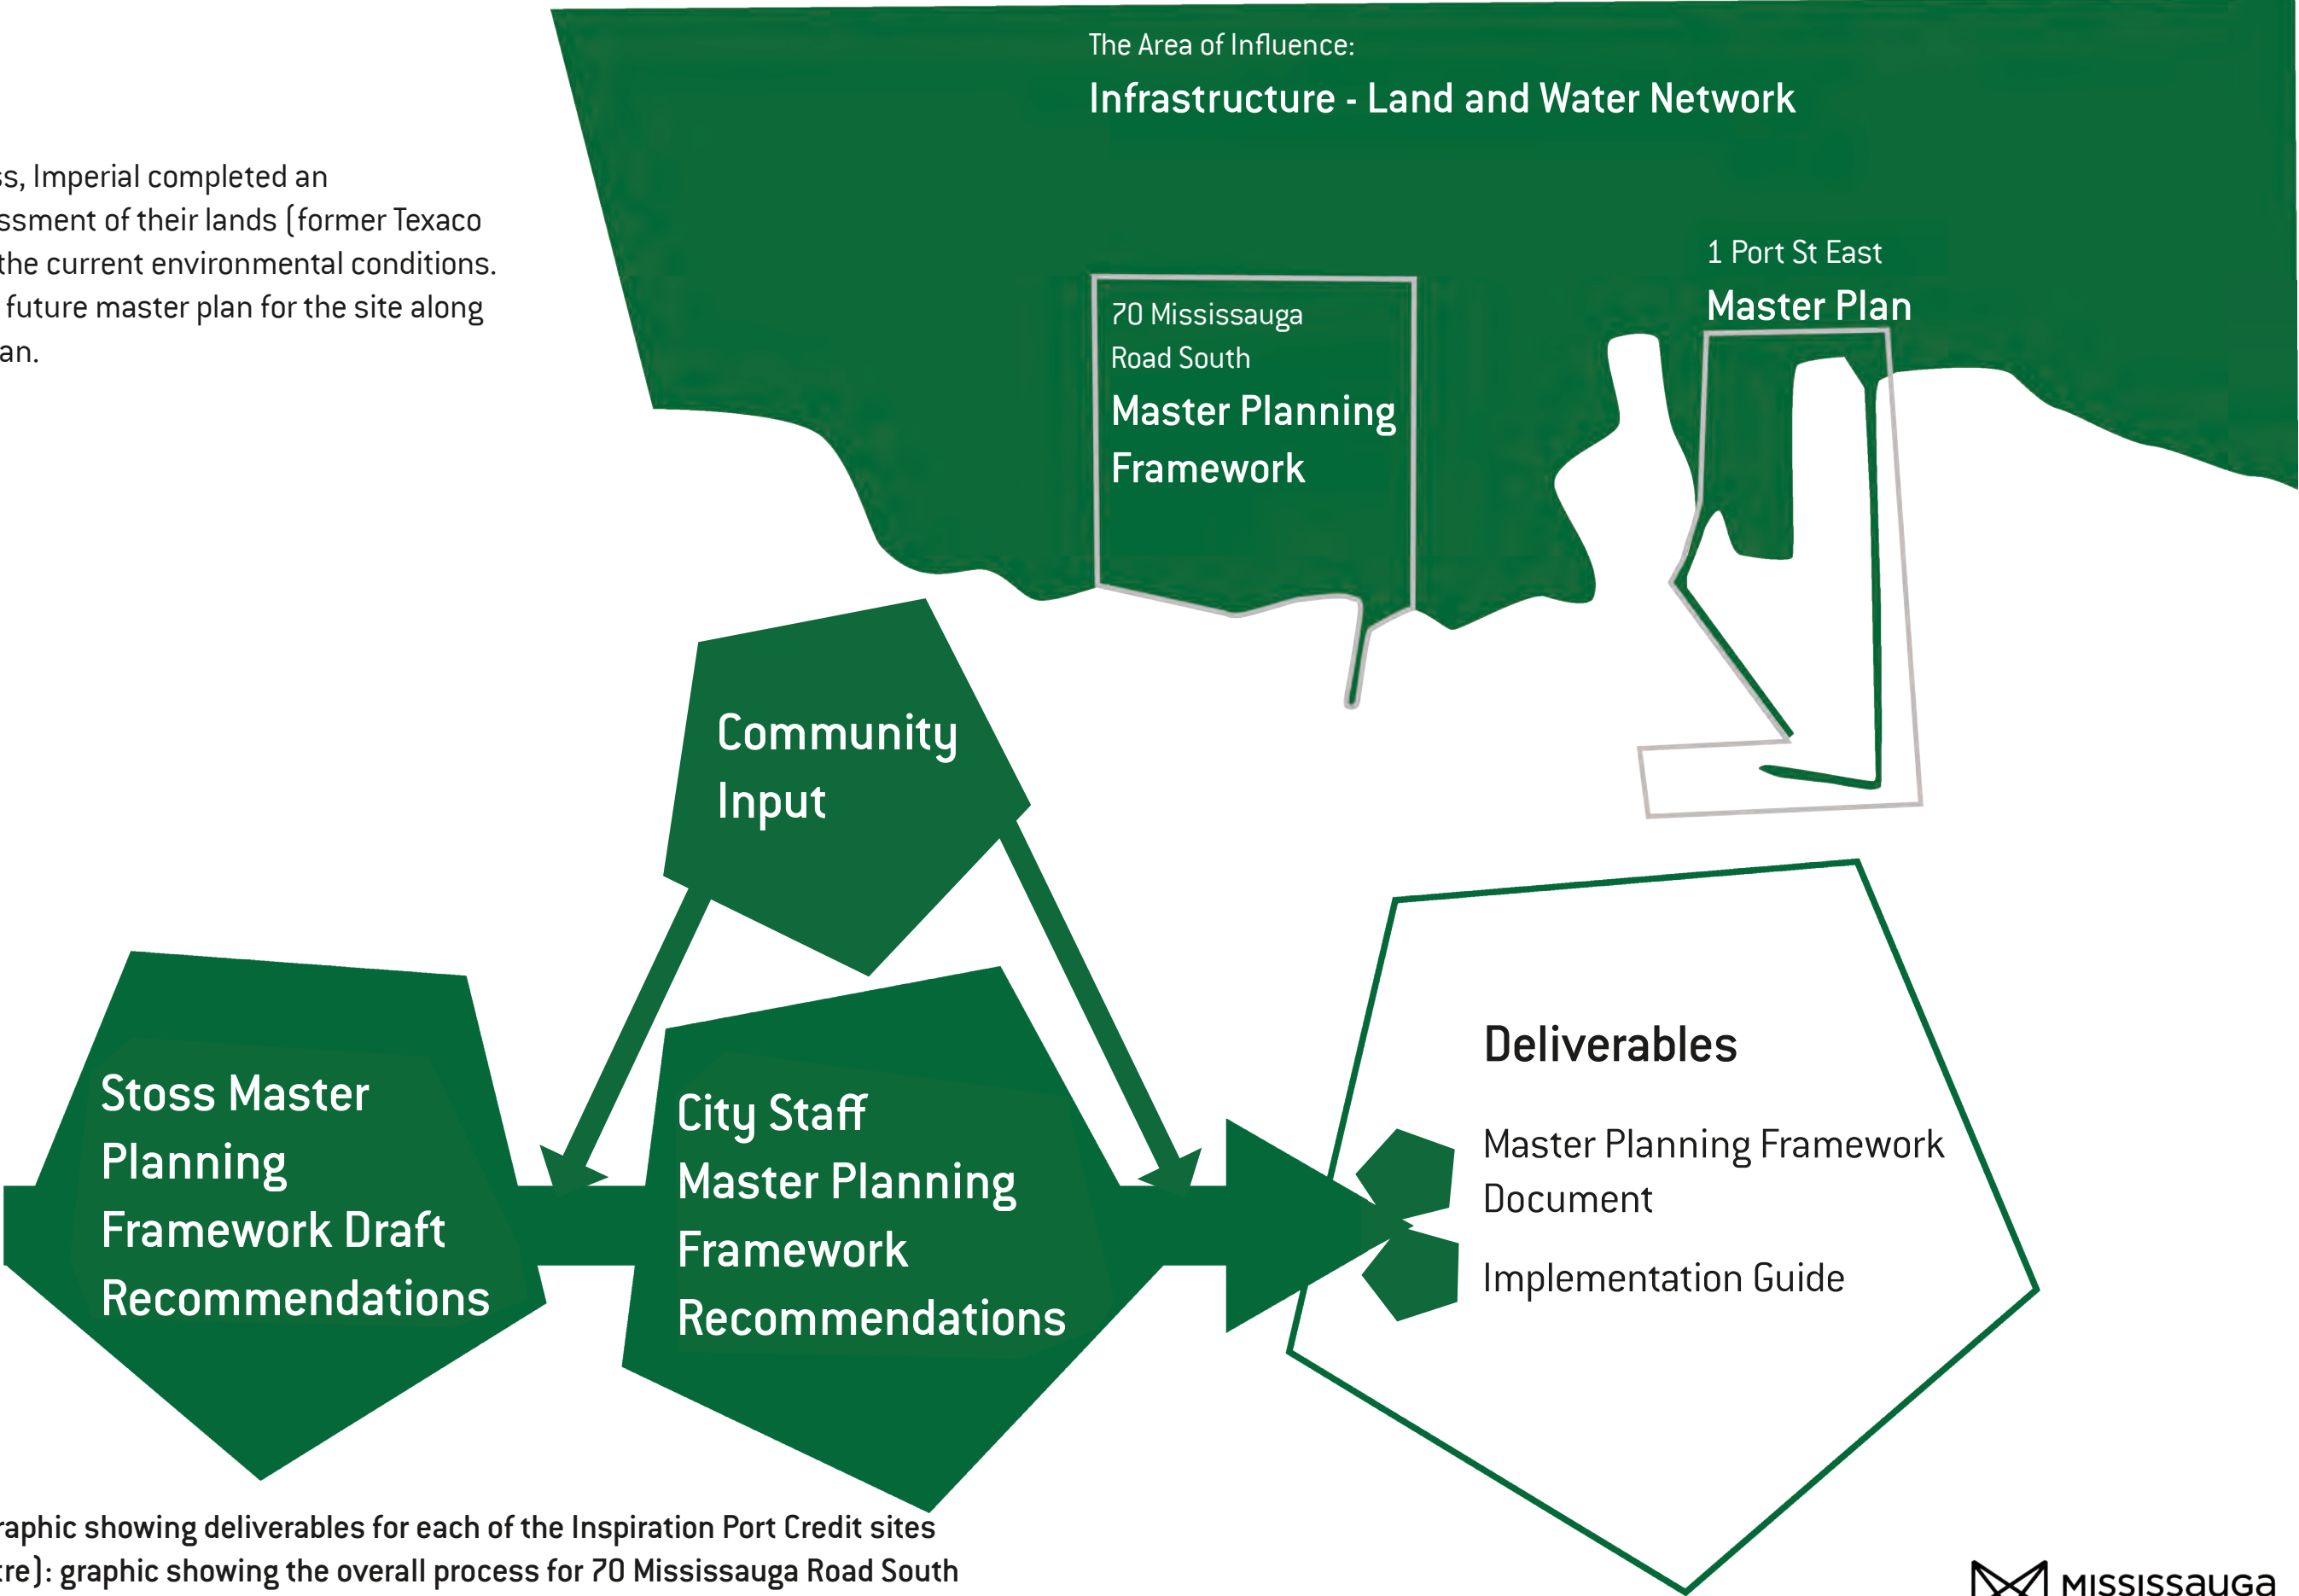 The Area of Influence:
Infrastructure - Land and Water Network
ss, Imperial completed an
ssment of their lands (former Texaco
the current environmental conditions.
future master plan for the site along
an.
70 Mississauga
Road South
Master Planning
Framework
1 Port St East
Master Plan
Community
Input
Stoss Master
Planning
Framework Draft
Recommendations
City Staff
Master Planning
Framework
Recommendations
Deliverables
Master Planning Framework
Document
Implementation Guide
raphic showing deliverables for each of the Inspiration Port Credit sites
tre): graphic showing the overall process for 70 Mississauga Road South
MISSISSAUGA